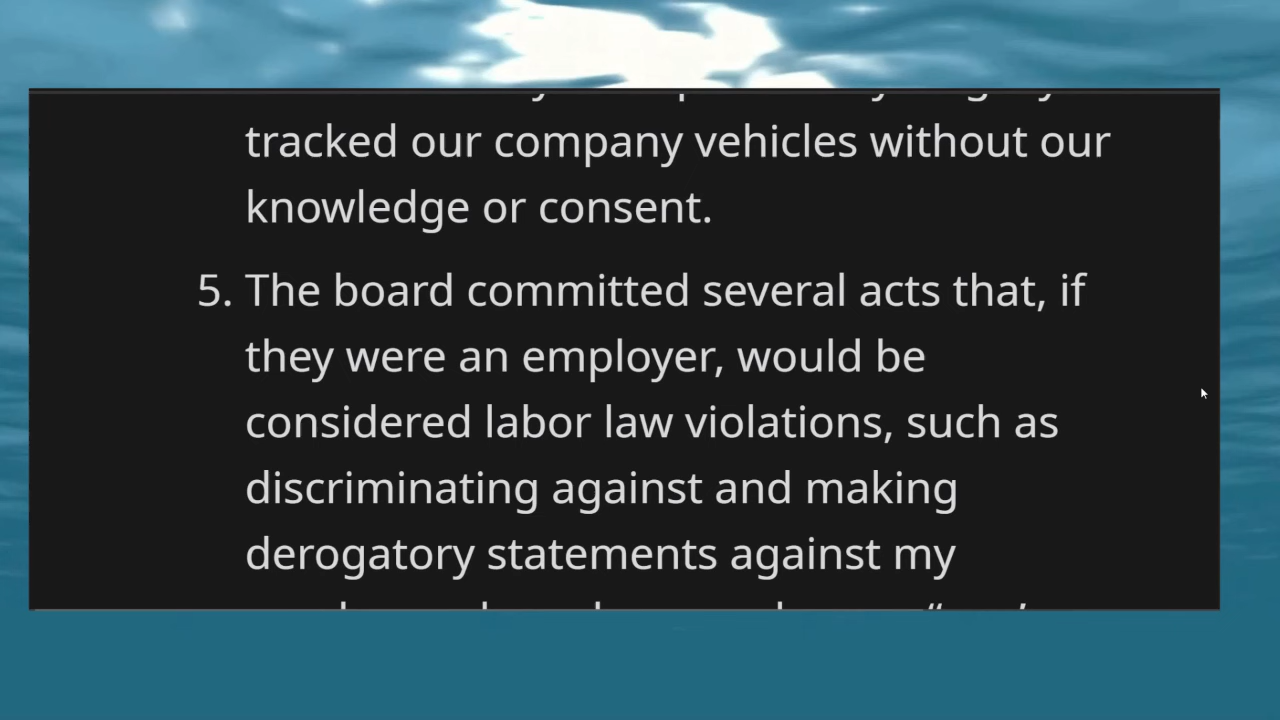 tracked our company vehicles without our
knowledge or consent.
5. The board committed several acts that, if
they were an employer, would be
considered labor law violations, such as
discriminating against and making
derogatory statements against my